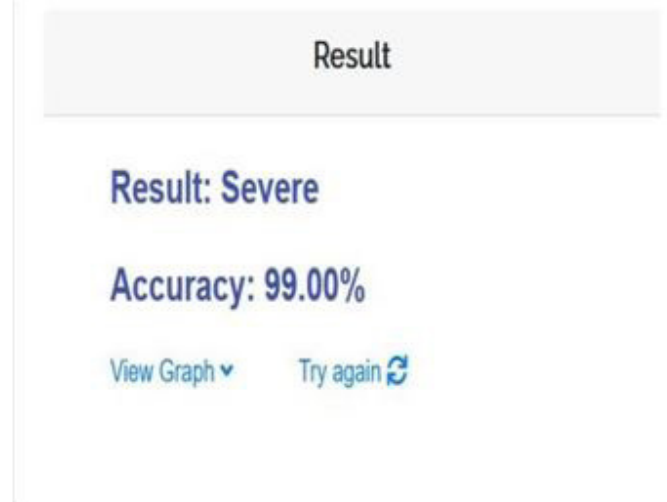 Result
Result: Severe
Accuracy: 99.00%
View Graph Try again